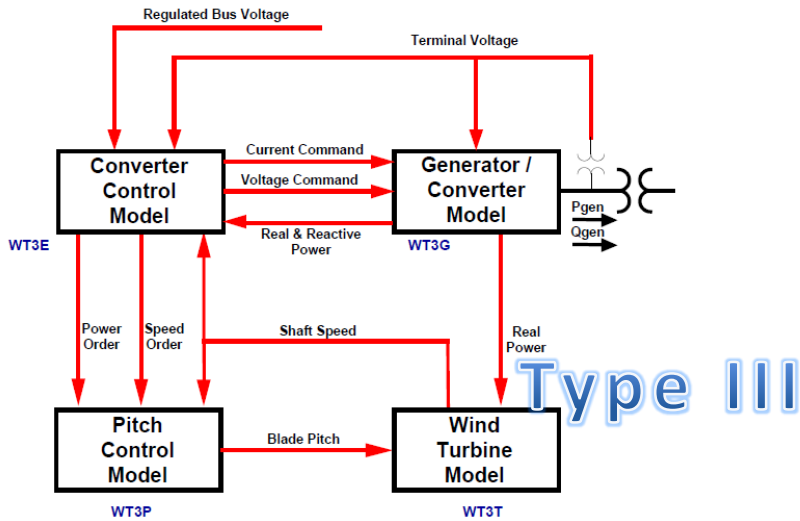 Regulated Bus Voltage
Terminal Voltage
Converter
Control
Model
Current Command
Voltage Command
Real & Reactive
Power
Generator /
Converter
Model
Pgen
Qgen
WT3E
WT3G
Power
Order
Speed
Order
Shaft Speed
Real
Power
Type III
Pitch
Control
Model
Blade Pitch
Wind
Turbine
Model
WT3P
WT3T